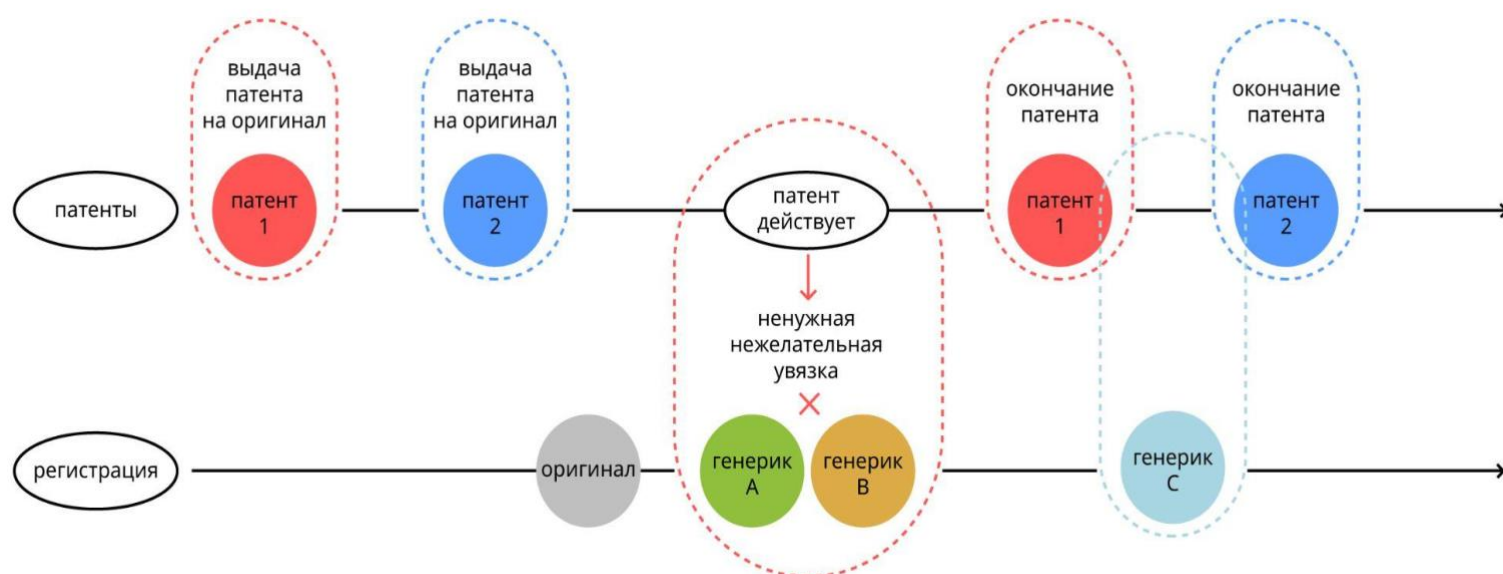 выдача
патента
на оригинал
выдача
патента
на оригинал
окончание
патента
окончание
патента
патенты
патент
1
патент
2
патент
действует
патент
1
патент
2
ненужная
нежелательная
увязка
регистрация
оригинал
генерик
A
генерик
B
генерик
C